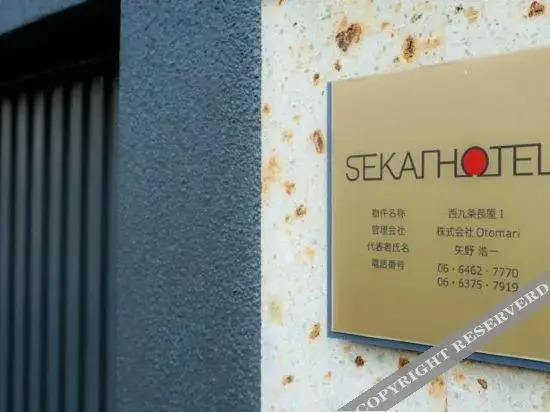 SEKAI HOTEL
物件名称 西九条長屋 I
管理会社 株式会社 Otomari
代表者氏名 矢野 浩一
電話番号 06・6462・7770
06・6375・7919
© COPYRIGHT RESERVERD